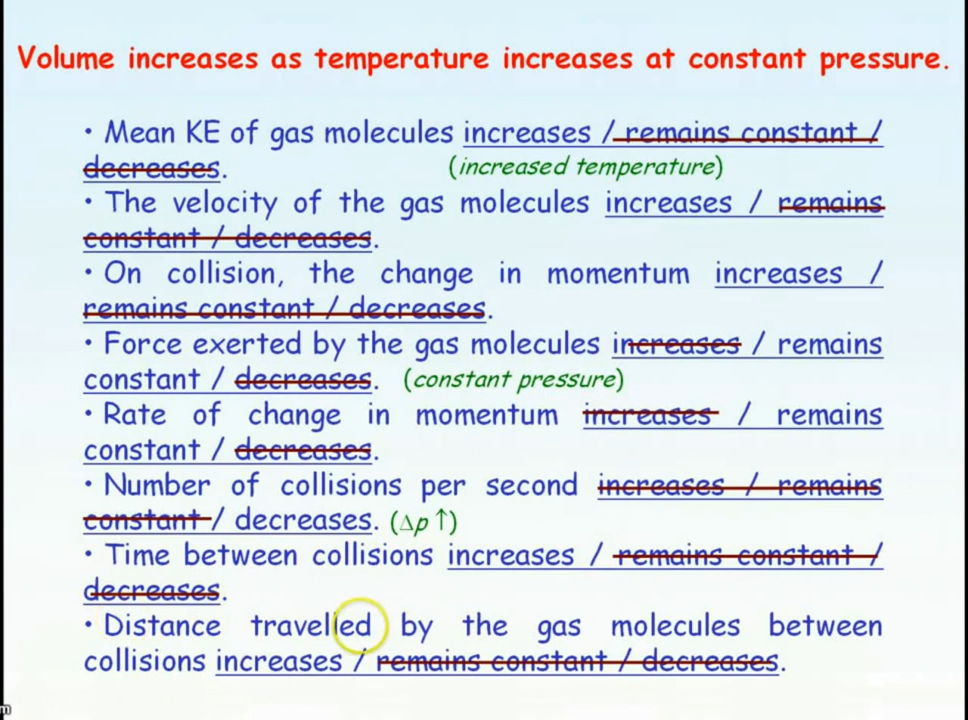 Volume increases as temperature increases at constant pressure.
• Mean KE of gas molecules increases / remains constant /
decreases. (increased temperature)
• The velocity of the gas molecules increases / remains
constant / decreases.
• On collision, the change in momentum increases /
remains constant / decreases.
• Force exerted by the gas molecules increases / remains
constant / decreases. (constant pressure)
• Rate of change in momentum increases / remains
constant / decreases.
• Number of collisions per second increases / remains
constant / decreases. (Δp ↑)
• Time between collisions increases / remains constant /
decreases.
• Distance travelled by the gas molecules between
collisions increases / remains constant / decreases.